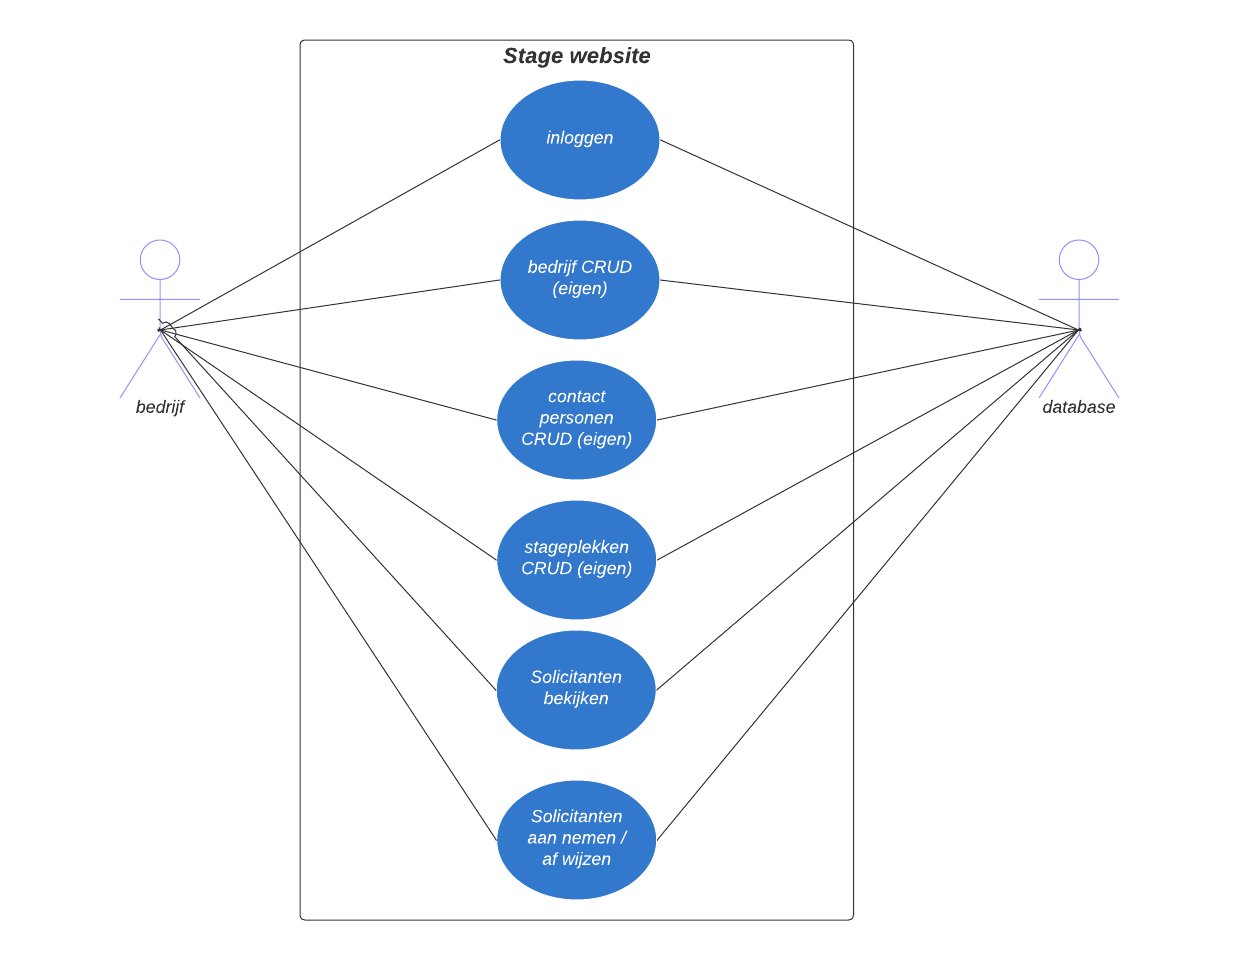 Stage website
inloggen
bedrijf CRUD
(eigen)
contact
personen
CRUD (eigen)
stageplekken
CRUD (eigen)
Solicitanten
bekijken
Solicitanten
aan nemen /
af wijzen
bedrijf
database